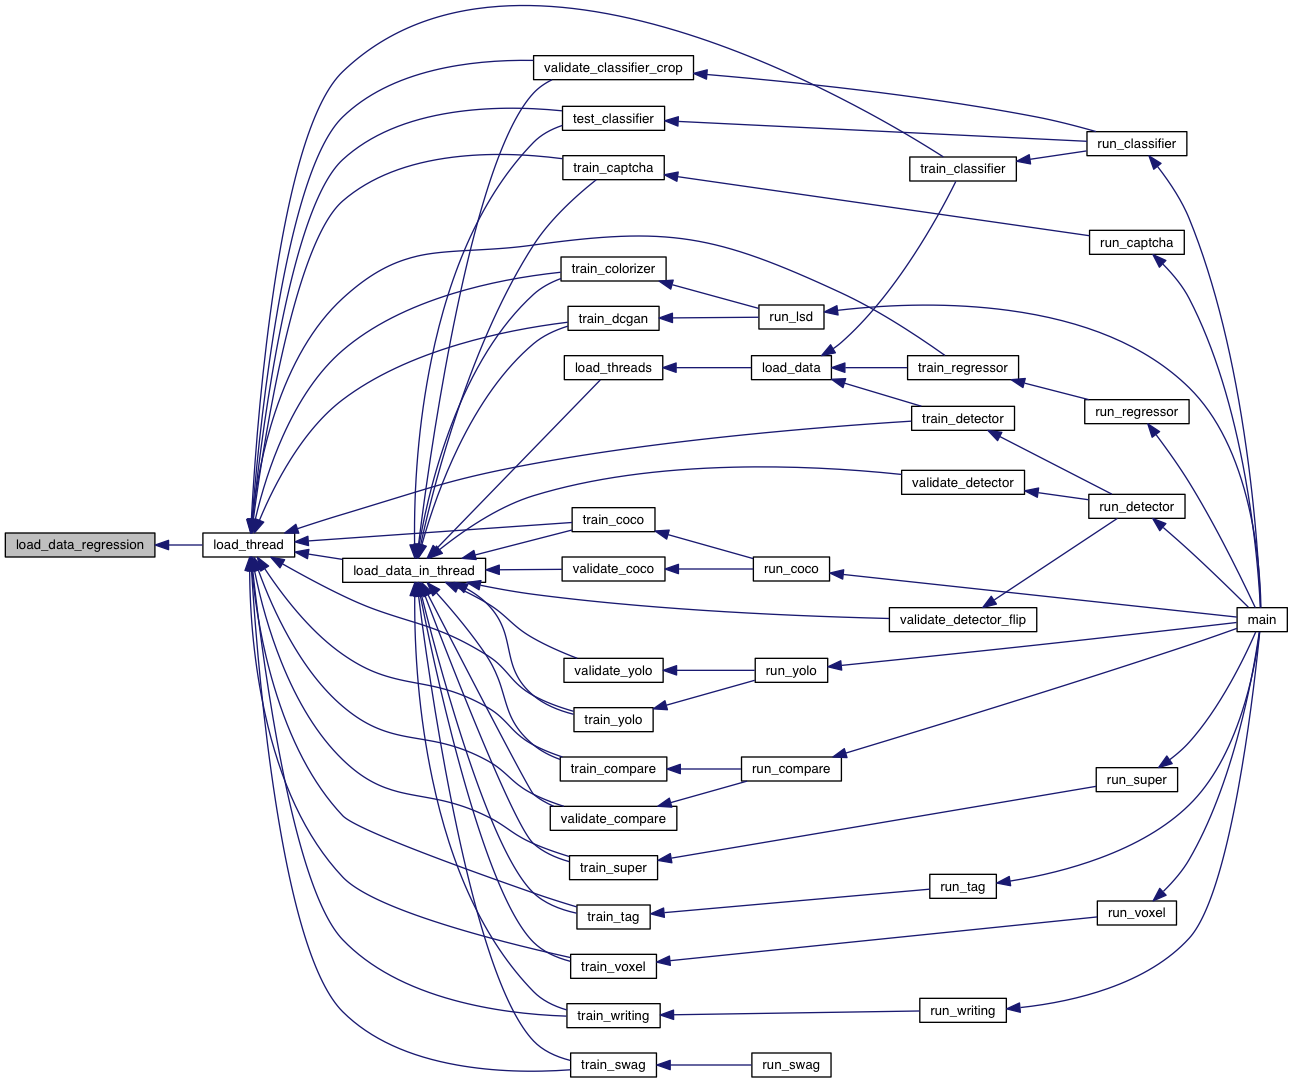 validate_classifier_crop
test_classifier
run_classifier
train_captcha
train_classifier
run_captcha
train_colorizer
train_dcgan
run_lsd
load_threads
load_data
train_regressor
run_regressor
train_detector
validate_detector
run_detector
train_coco
load_data_regression
load_thread
load_data_in_thread
validate_coco
run_coco
validate_detector_flip
main
validate_yolo
run_yolo
train_yolo
train_compare
run_compare
run_super
validate_compare
train_super
run_tag
train_tag
run_voxel
train_voxel
train_writing
run_writing
train_swag
run_swag